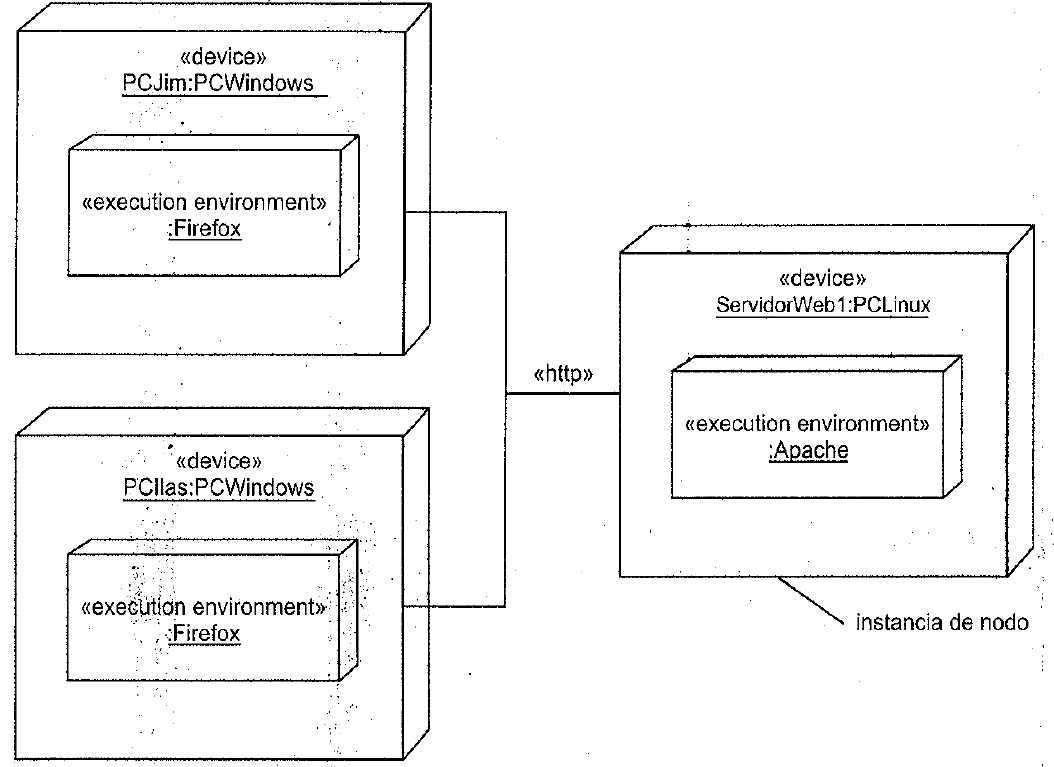 «device»
PCJim:PCWindows
«execution environment»
:Firefox
«device»
PCIlas:PCWindows
«execution environment»
:Firefox
«http»
«device»
ServidorWeb1:PCLinux
«execution environment»
:Apache
instancia de nodo